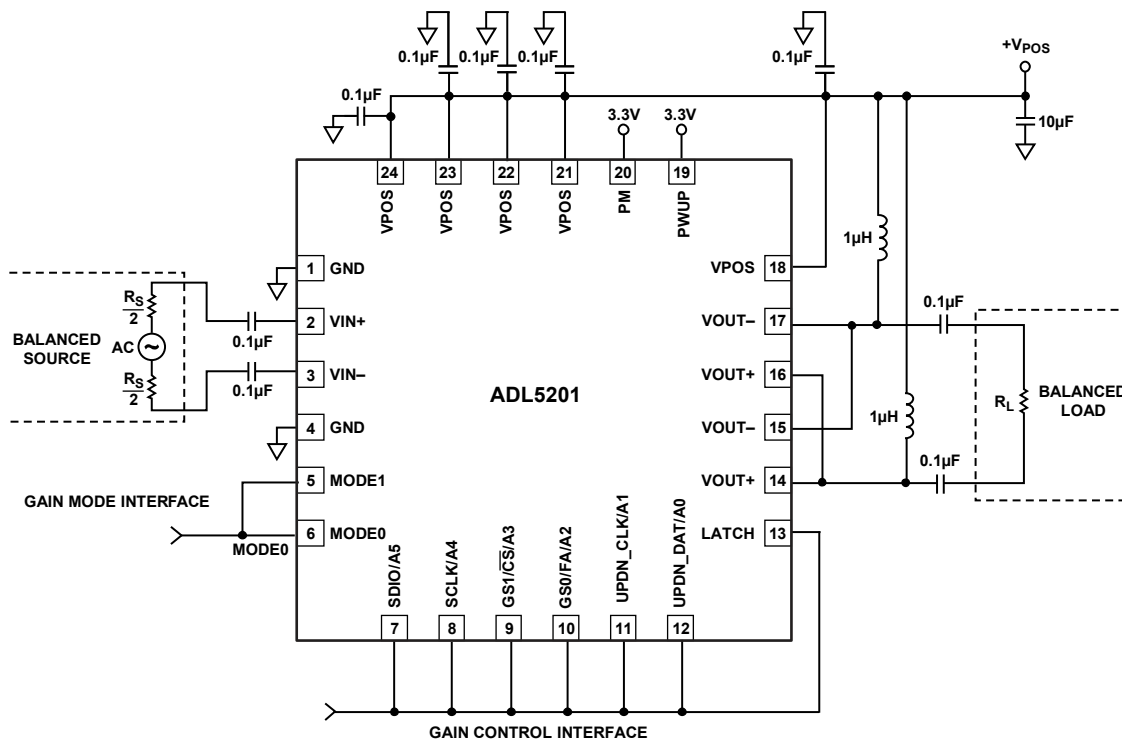 0.1µF
0.1µF
0.1µF
0.1µF
+VPOS
0.1µF
3.3V
3.3V
10µF
24
23
22
21
20
19
VPOS
VPOS
VPOS
VPOS
PM
PWUP
1
GND
VPOS
18
1µH
BALANCED
SOURCE
RS
2
AC
RS
2
0.1µF
0.1µF
2
VIN+
3
VIN–
4
GND
ADL5201
VOUT–
17
VOUT+
16
VOUT–
15
VOUT+
14
1µH
0.1µF
0.1µF
RL
BALANCED
LOAD
GAIN MODE INTERFACE
5
MODE1
6
MODE0
MODE0
LATCH
13
SDIO/A5
SCLK/A4
GS1/CS/A3
GS0/FA/A2
UPDN_CLK/A1
UPDN_DAT/A0
7
8
9
10
11
12
GAIN CONTROL INTERFACE